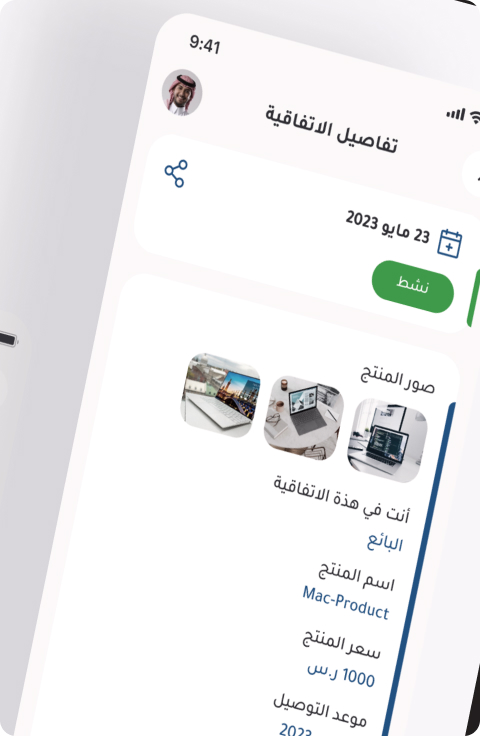 9:41
تفاصيل الاتفاقية
23 مايو 2023
نشط
صور المنتج
أنت في هذة الاتفاقية
البائع
اسم المنتج
Mac-Product
سعر المنتج
1000 ر.س
موعد التوصيل
2023